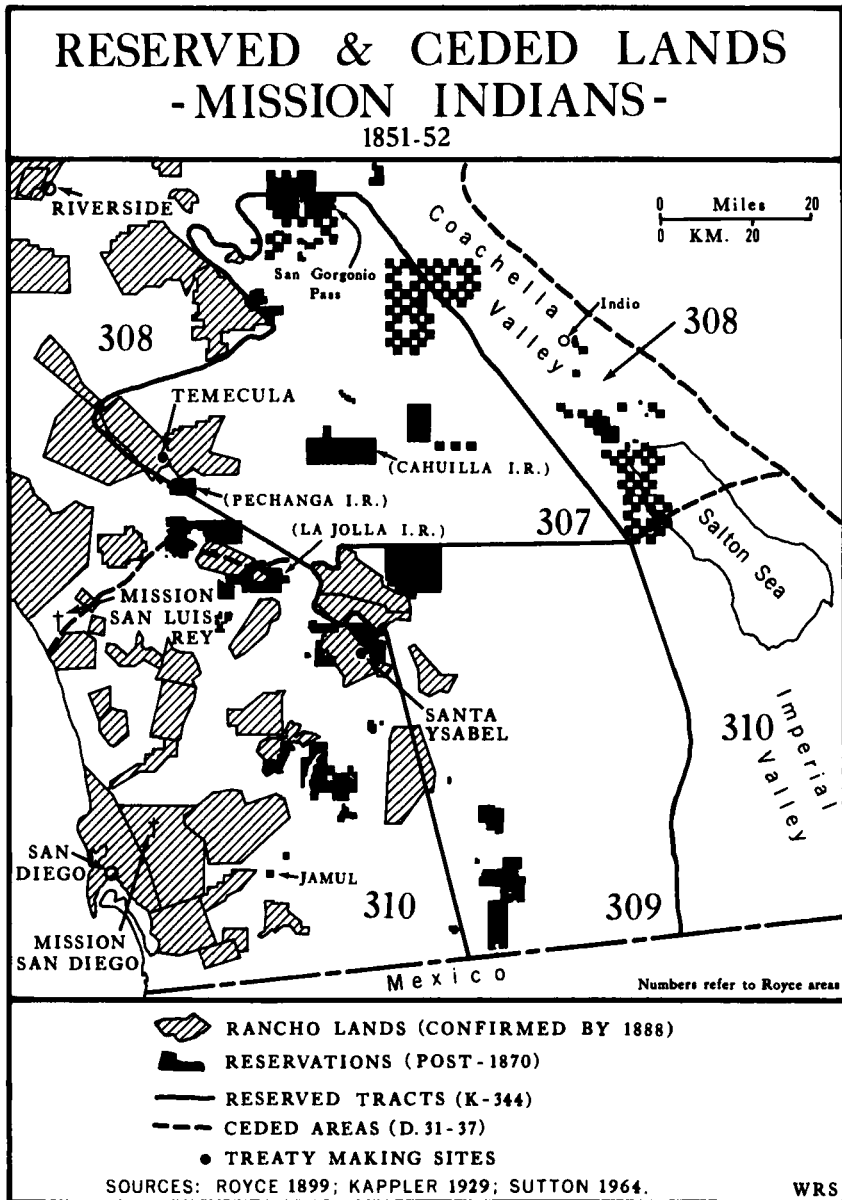 RESERVED & CEDED LANDS
-MISSION INDIANS-
1851-52
RIVERSIDE
0 Miles 20
0 KM. 20
Coachella
Valley
San Gorgonio
Pass
Indio
308
308
TEMECULA
(CAHUILLA I.R.)
(PECHANGA I.R.)
(LA JOLLA I.R.)
307
Salton Sea
MISSION
SAN LUIS
REY
SANTA
YSABEL
310
Imperial
Valley
SAN
DIEGO
JAMUL
310
309
MISSION
SAN DIEGO
Mexico
Numbers refer to Royce areas
RANCHO LANDS (CONFIRMED BY 1888)
RESERVATIONS (POST-1870)
RESERVED TRACTS (K-344)
CEDED AREAS (D. 31-37)
TREATY MAKING SITES
SOURCES: ROYCE 1899; KAPPLER 1929; SUTTON 1964.
WRS